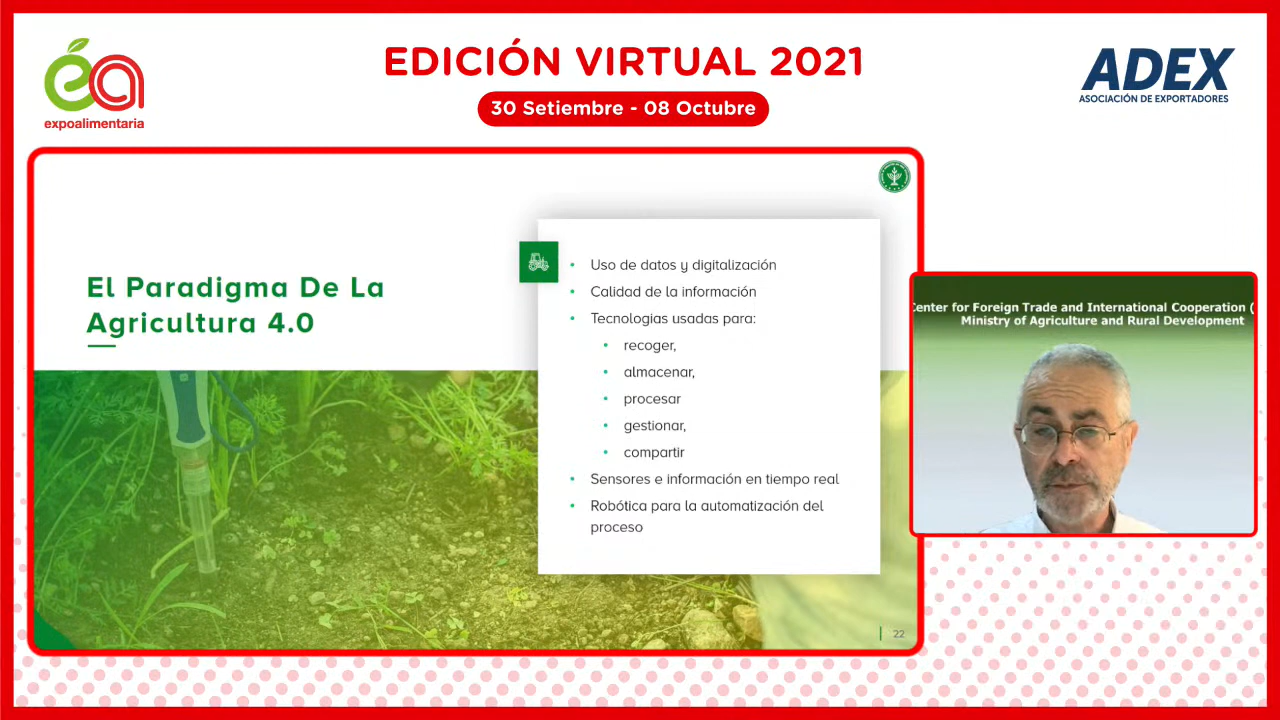 éa
expoalimentaria
EDICIÓN VIRTUAL 2021
30 Setiembre - 08 Octubre
ADEX
ASOCIACIÓN DE EXPORTADORES
El Paradigma De La
Agricultura 4.0
• Uso de datos y digitalización
• Calidad de la información
• Tecnologias usadas para:
• recoger,
• almacenar,
• procesar
• gestionar,
• compartir
• Sensores e información en tiempo real
• Robótica para la automatización del
proceso
22
Center for Foreign Trade and International Cooperation (
Ministry of Agriculture and Rural Development